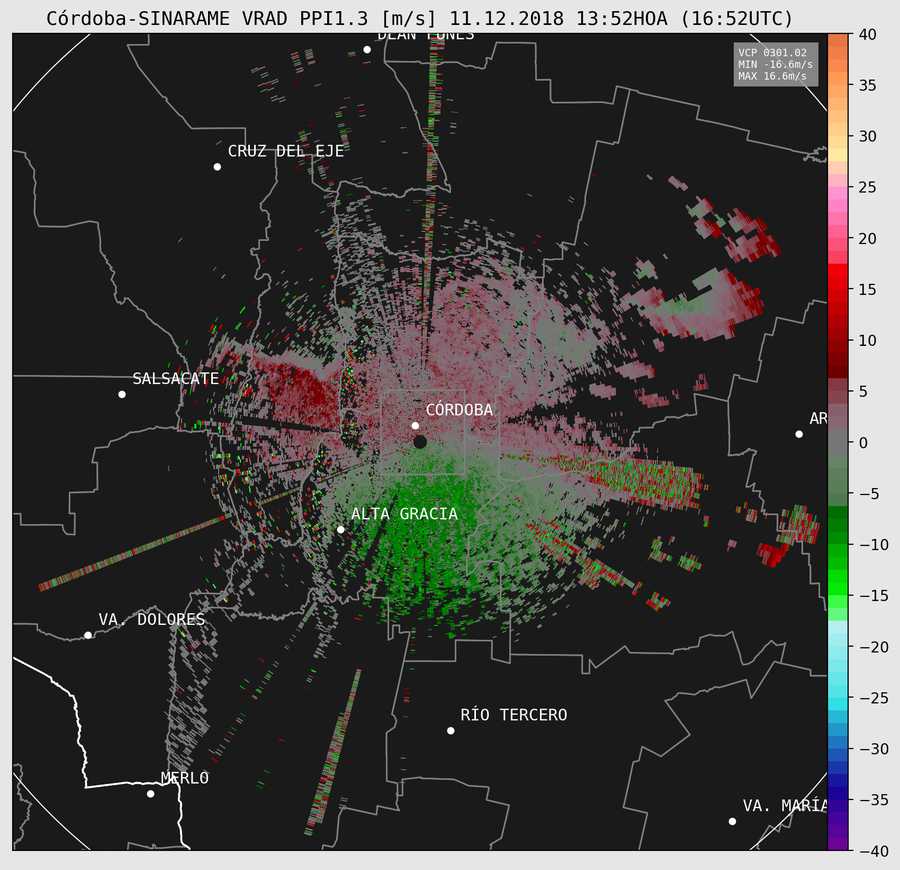 Córdoba-SINARAME VRAD PPI1.3 [m/s] 11.12.2018 13:52HOA (16:52UTC)
DEAN FUNES
VCP 0301.02
MIN -16.6m/s
MAX 16.6m/s
CRUZ DEL EJE
SALSACATE
CÓRDOBA
AR
ALTA GRACIA
VA. DOLORES
RÍO TERCERO
MERLO
VA. MARÍA
40
35
30
25
20
15
10
5
0
−5
−10
−15
−20
−25
−30
−35
−40